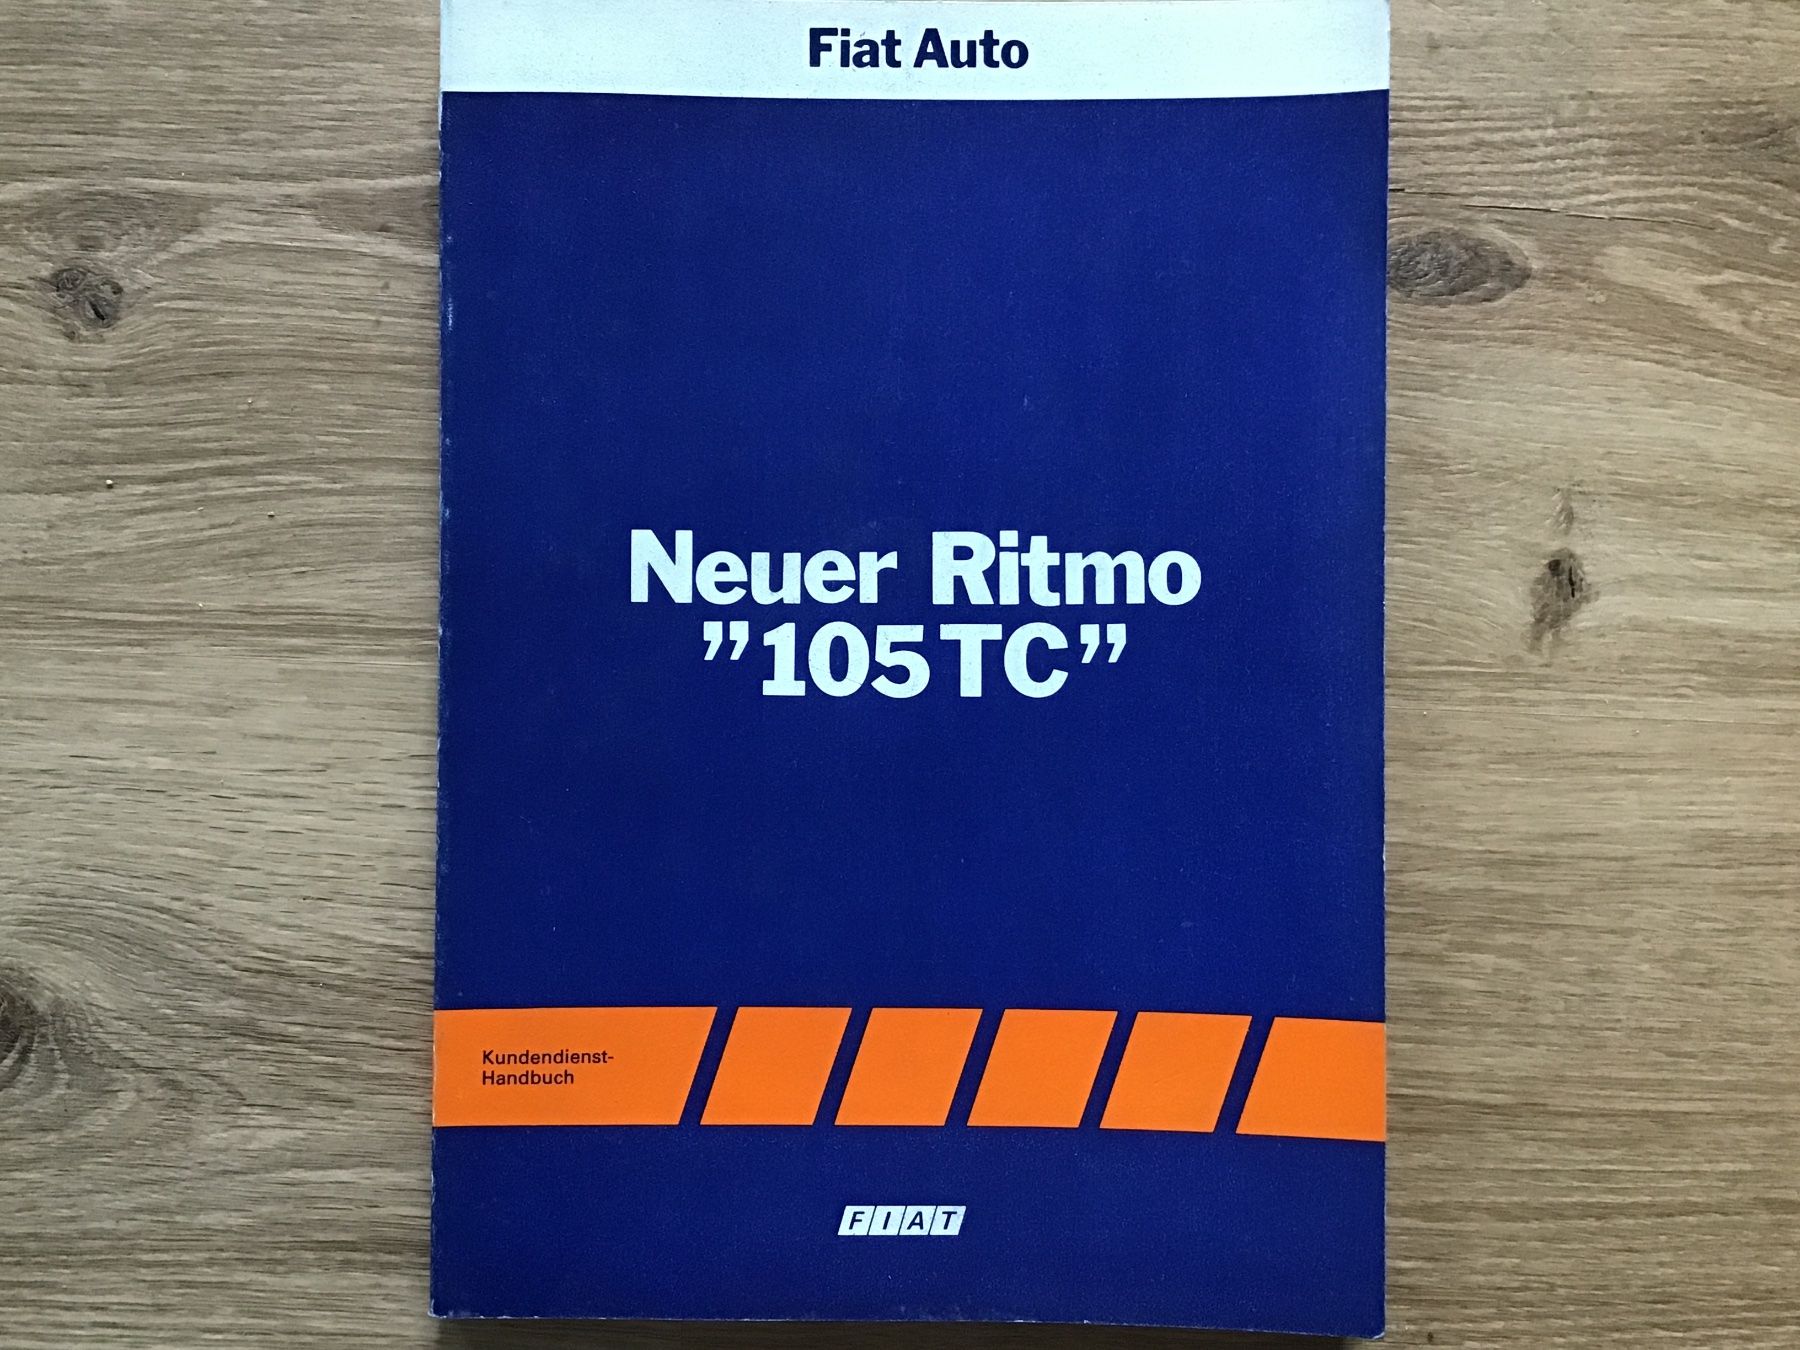 Fiat Auto
Neuer Ritmo
”105 TC”
Kundendienst-
Handbuch
FIAT